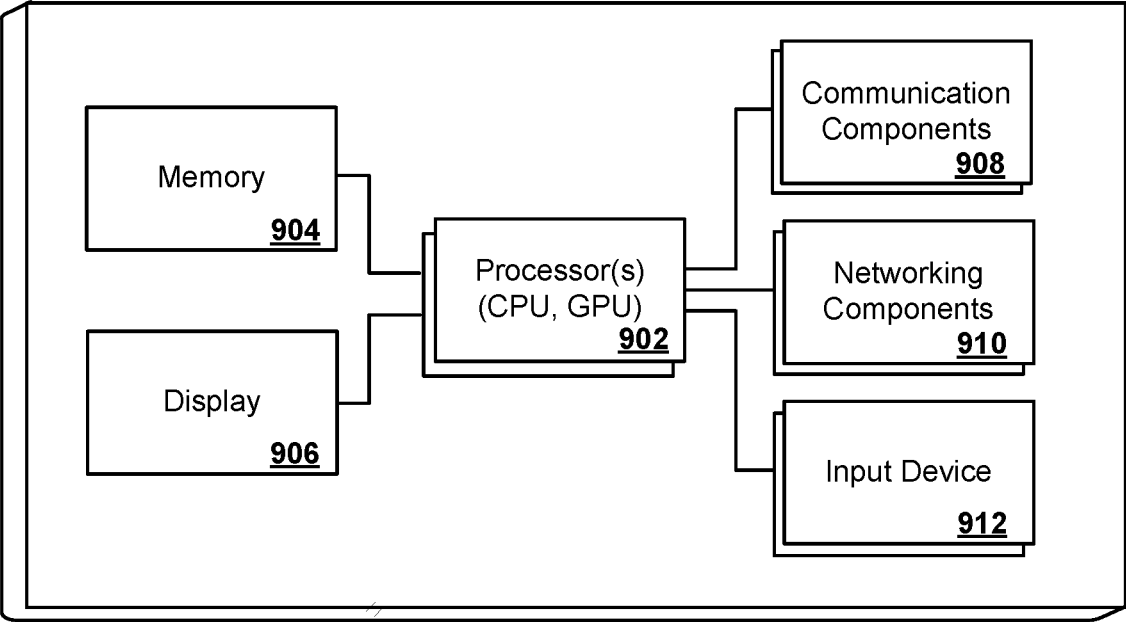 Memory
904
Display
906
Processor(s)
(CPU, GPU)
902
Communication
Components
908
Networking
Components
910
Input Device
912